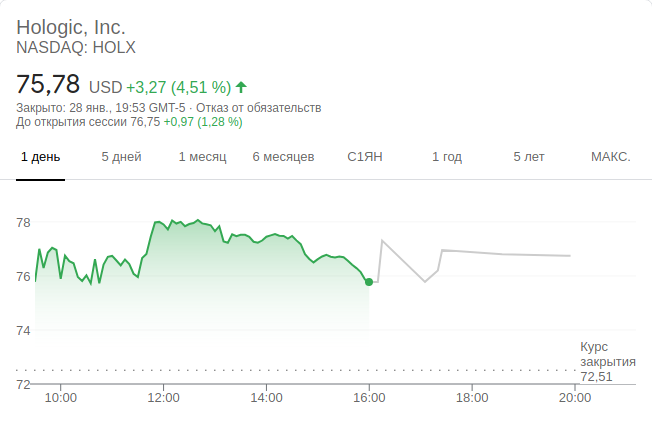 Hologic, Inc.
NASDAQ: HOLX
75,78 USD +3,27 (4,51 %)
Закрыто: 28 янв., 19:53 GMT-5 · Отказ от обязательств
До открытия сессии 76,75 +0,97 (1,28 %)
1 день 5 дней 1 месяц 6 месяцев С1ЯН 1 год 5 лет МАКС.
78
76
74
Курс
закрытия
72,51
72
10:00 12:00 14:00 16:00 18:00 20:00